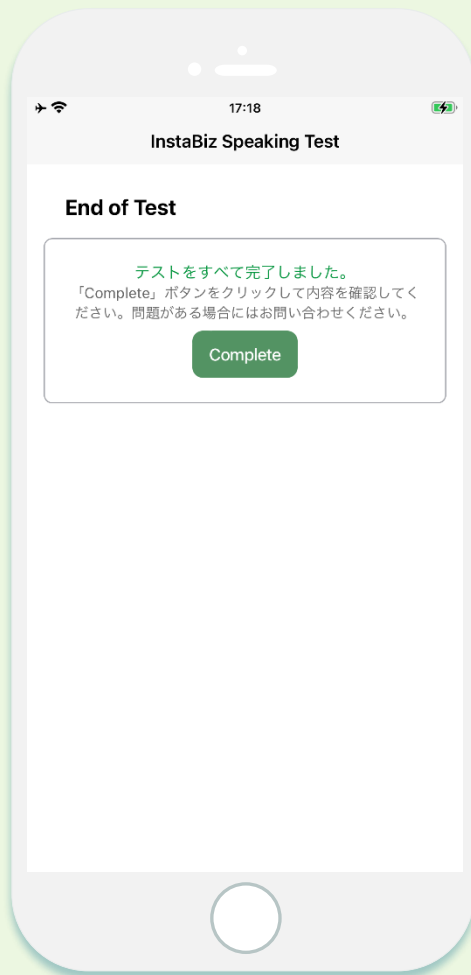 17:18
InstaBiz Speaking Test
End of Test
テストをすべて完了しました。
「Complete」ボタンをクリックして内容を確認してく
ださい。問題がある場合にはお問い合わせください。
Complete